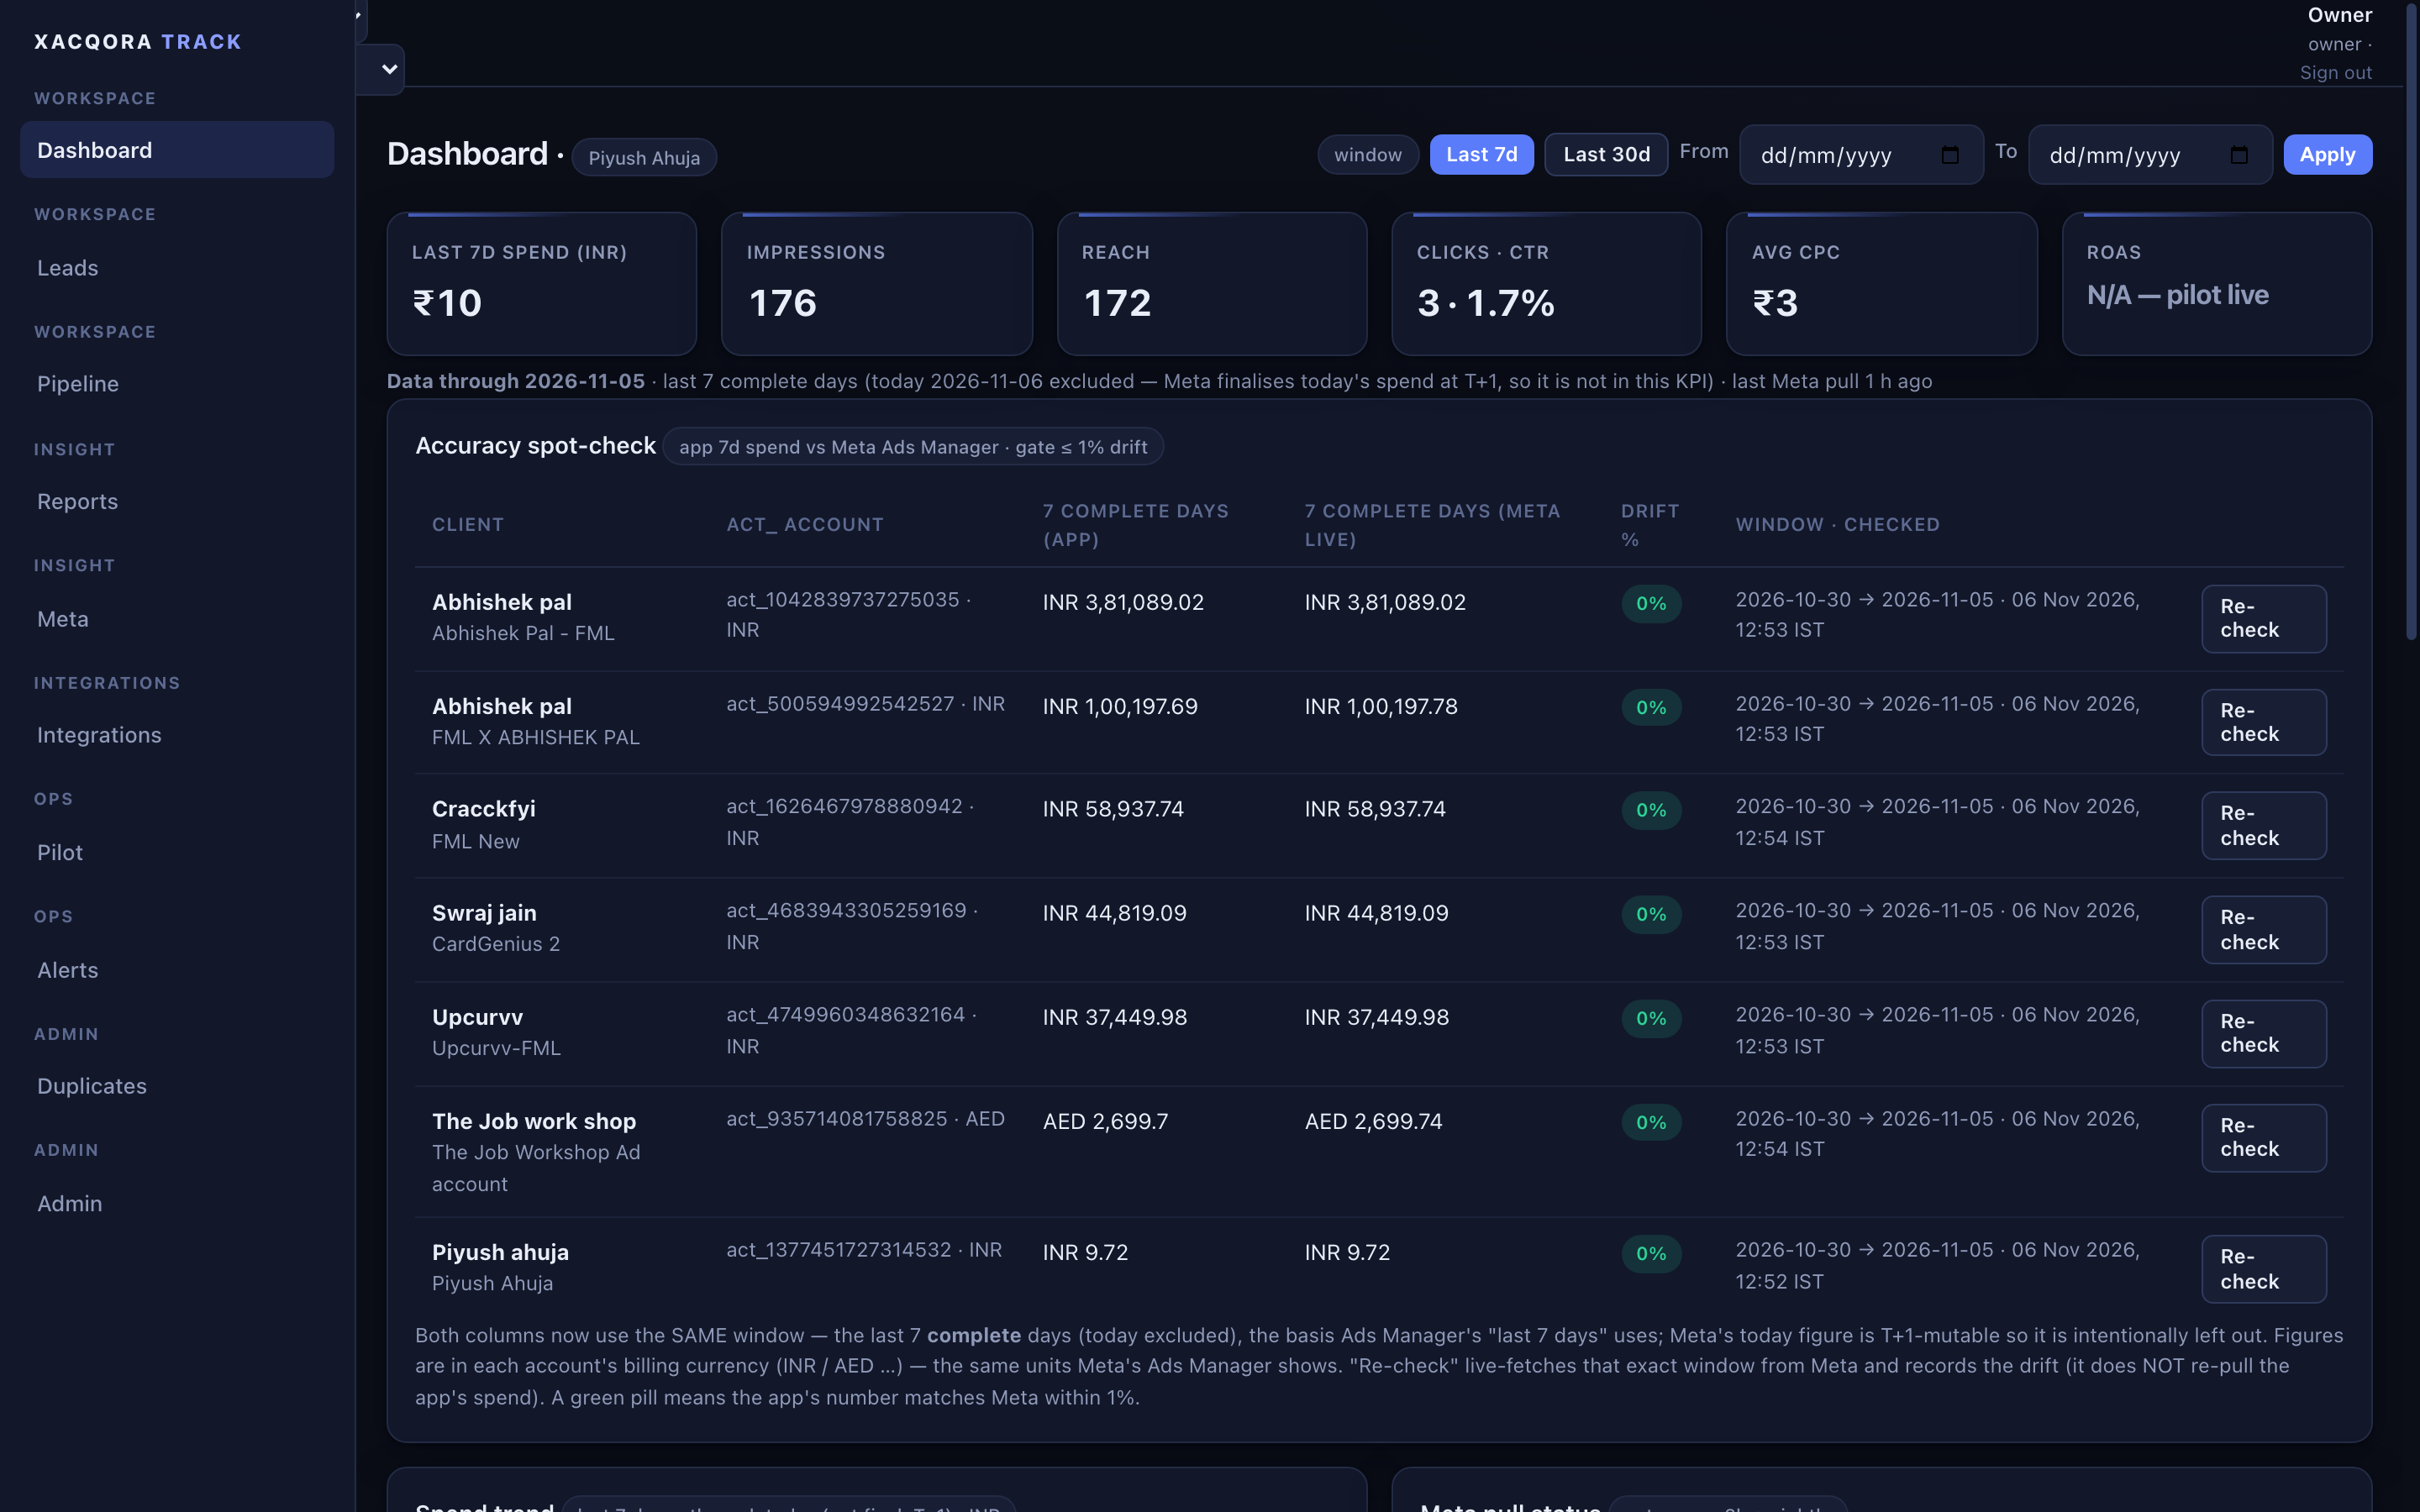 XACQORA TRACK
WORKSPACE
Dashboard
WORKSPACE
Leads
WORKSPACE
Pipeline
INSIGHT
Reports
INSIGHT
Meta
INTEGRATIONS
Integrations
OPS
Pilot
OPS
Alerts
ADMIN
Duplicates
ADMIN
Admin
Owner
owner ·
Sign out
Dashboard · Piyush Ahuja
window Last 7d Last 30d From dd/mm/yyyy To dd/mm/yyyy Apply
LAST 7D SPEND (INR)
₹10
IMPRESSIONS
176
REACH
172
CLICKS · CTR
3 · 1.7%
AVG CPC
₹3
ROAS
N/A — pilot live
Data through 2026-11-05 · last 7 complete days (today 2026-11-06 excluded — Meta finalises today's spend at T+1, so it is not in this KPI) · last Meta pull 1 h ago
Accuracy spot-check app 7d spend vs Meta Ads Manager · gate ≤ 1% drift
CLIENT
ACT_ ACCOUNT
7 COMPLETE DAYS
(APP)
7 COMPLETE DAYS (META
LIVE)
DRIFT
%
WINDOW · CHECKED
Abhishek pal
Abhishek Pal - FML
act_1042839737275035 ·
INR
INR 3,81,089.02
INR 3,81,089.02
0%
2026-10-30 → 2026-11-05 · 06 Nov 2026,
12:53 IST
Re-
check
Abhishek pal
FML X ABHISHEK PAL
act_500594992542527 · INR
INR 1,00,197.69
INR 1,00,197.78
0%
2026-10-30 → 2026-11-05 · 06 Nov 2026,
12:53 IST
Re-
check
Cracckfyi
FML New
act_1626467978880942 ·
INR
INR 58,937.74
INR 58,937.74
0%
2026-10-30 → 2026-11-05 · 06 Nov 2026,
12:54 IST
Re-
check
Swraj jain
CardGenius 2
act_4683943305259169 ·
INR
INR 44,819.09
INR 44,819.09
0%
2026-10-30 → 2026-11-05 · 06 Nov 2026,
12:53 IST
Re-
check
Upcurvv
Upcurvv-FML
act_4749960348632164 ·
INR
INR 37,449.98
INR 37,449.98
0%
2026-10-30 → 2026-11-05 · 06 Nov 2026,
12:53 IST
Re-
check
The Job work shop
The Job Workshop Ad
account
act_935714081758825 · AED
AED 2,699.7
AED 2,699.74
0%
2026-10-30 → 2026-11-05 · 06 Nov 2026,
12:54 IST
Re-
check
Piyush ahuja
Piyush Ahuja
act_1377451727314532 · INR
INR 9.72
INR 9.72
0%
2026-10-30 → 2026-11-05 · 06 Nov 2026,
12:52 IST
Re-
check
Both columns now use the SAME window — the last 7 complete days (today excluded), the basis Ads Manager's "last 7 days" uses; Meta's today figure is T+1-mutable so it is intentionally left out. Figures
are in each account's billing currency (INR / AED ...) — the same units Meta's Ads Manager shows. "Re-check" live-fetches that exact window from Meta and records the drift (it does NOT re-pull the
app's spend). A green pill means the app's number matches Meta within 1%.
Spend trend
Meta pull status